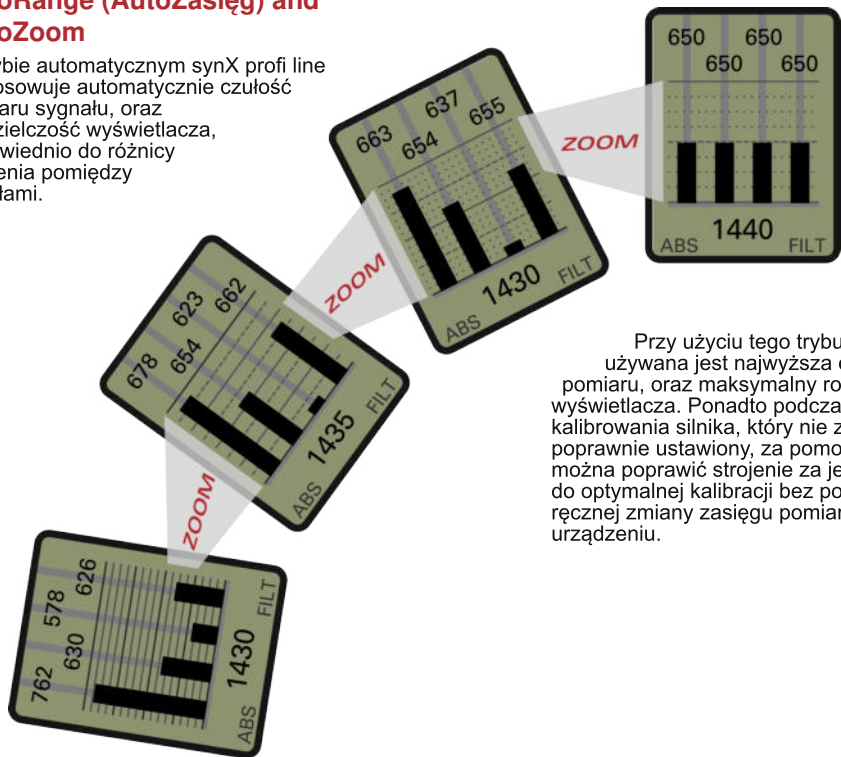 oRange (AutoZasięg) and
oZoom
bie automatycznym synX profi line
osowuje automatycznie czułość
aru sygnału, oraz
zielczość wyświetlacza,
wiednio do różnicy
enia pomiędzy
łami.
650 650
650 650
ZOOM
1440
ABS FILT
663 637
654 655
ZOOM
1430
ABS FILT
678 623
654 662
ZOOM
1435
ABS FILT
762 578
630 626
1430
ABS FILT
Przy użyciu tego trybu
używana jest najwyższa
pomiaru, oraz maksymalny ro
wyświetlacza. Ponadto podcza
kalibrowania silnika, który nie z
poprawnie ustawiony, za pomo
można poprawić strojenie za je
do optymalnej kalibracji bez po
ręcznej zmiany zasięgu pomiar
urządzeniu.